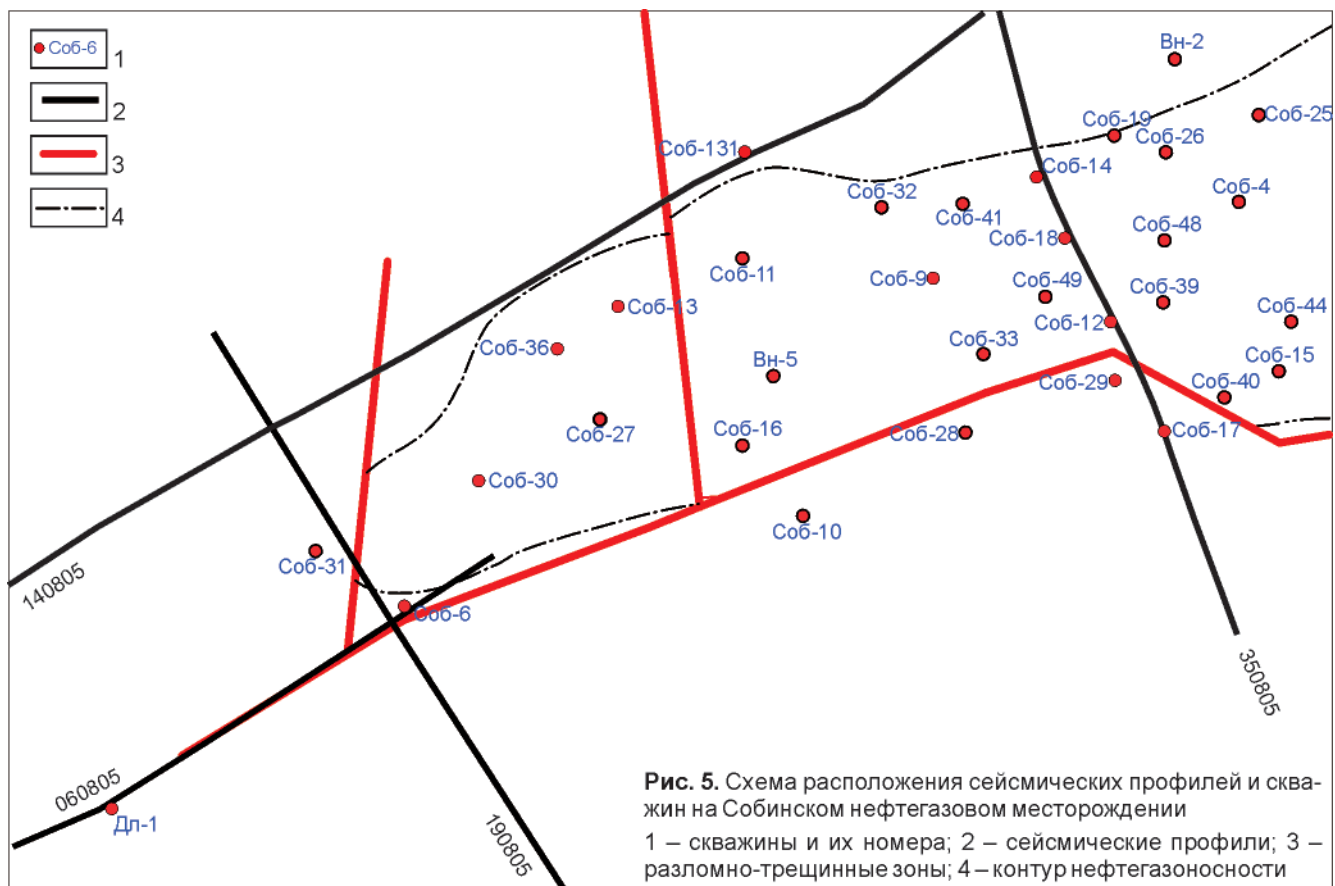 Соб-6 1
2
3
4
Вн-2
Соб-25
Соб-19
Соб-26
Соб-131
Соб-14
Соб-32
Соб-41
Соб-4
Соб-48
Соб-18
Соб-11
Соб-9
Соб-49
Соб-39
Соб-13
Соб-12
Соб-44
Соб-36
Соб-33
Соб-15
Вн-5
Соб-29
Соб-40
Соб-27
Соб-16
Соб-28
Соб-17
Соб-30
Соб-10
Соб-31
140805
Соб-6
350805
060805
Дл-1
190805
Рис. 5. Схема расположения сейсмических профилей и сква-
жин на Собинском нефтегазовом месторождении
1 – скважины и их номера; 2 – сейсмические профили; 3 –
разломно-трещинные зоны; 4 – контур нефтегазоносности